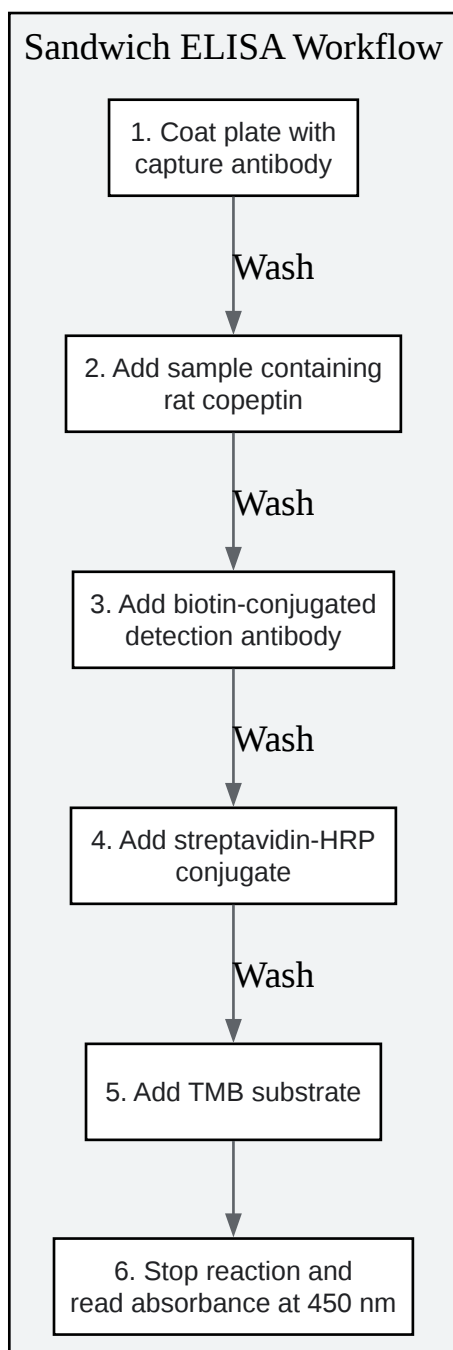 Sandwich ELISA Workflow
1. Coat plate with
capture antibody
Wash
2. Add sample containing
rat copeptin
Wash
3. Add biotin-conjugated
detection antibody
Wash
4. Add streptavidin-HRP
conjugate
Wash
5. Add TMB substrate
6. Stop reaction and
read absorbance at 450 nm